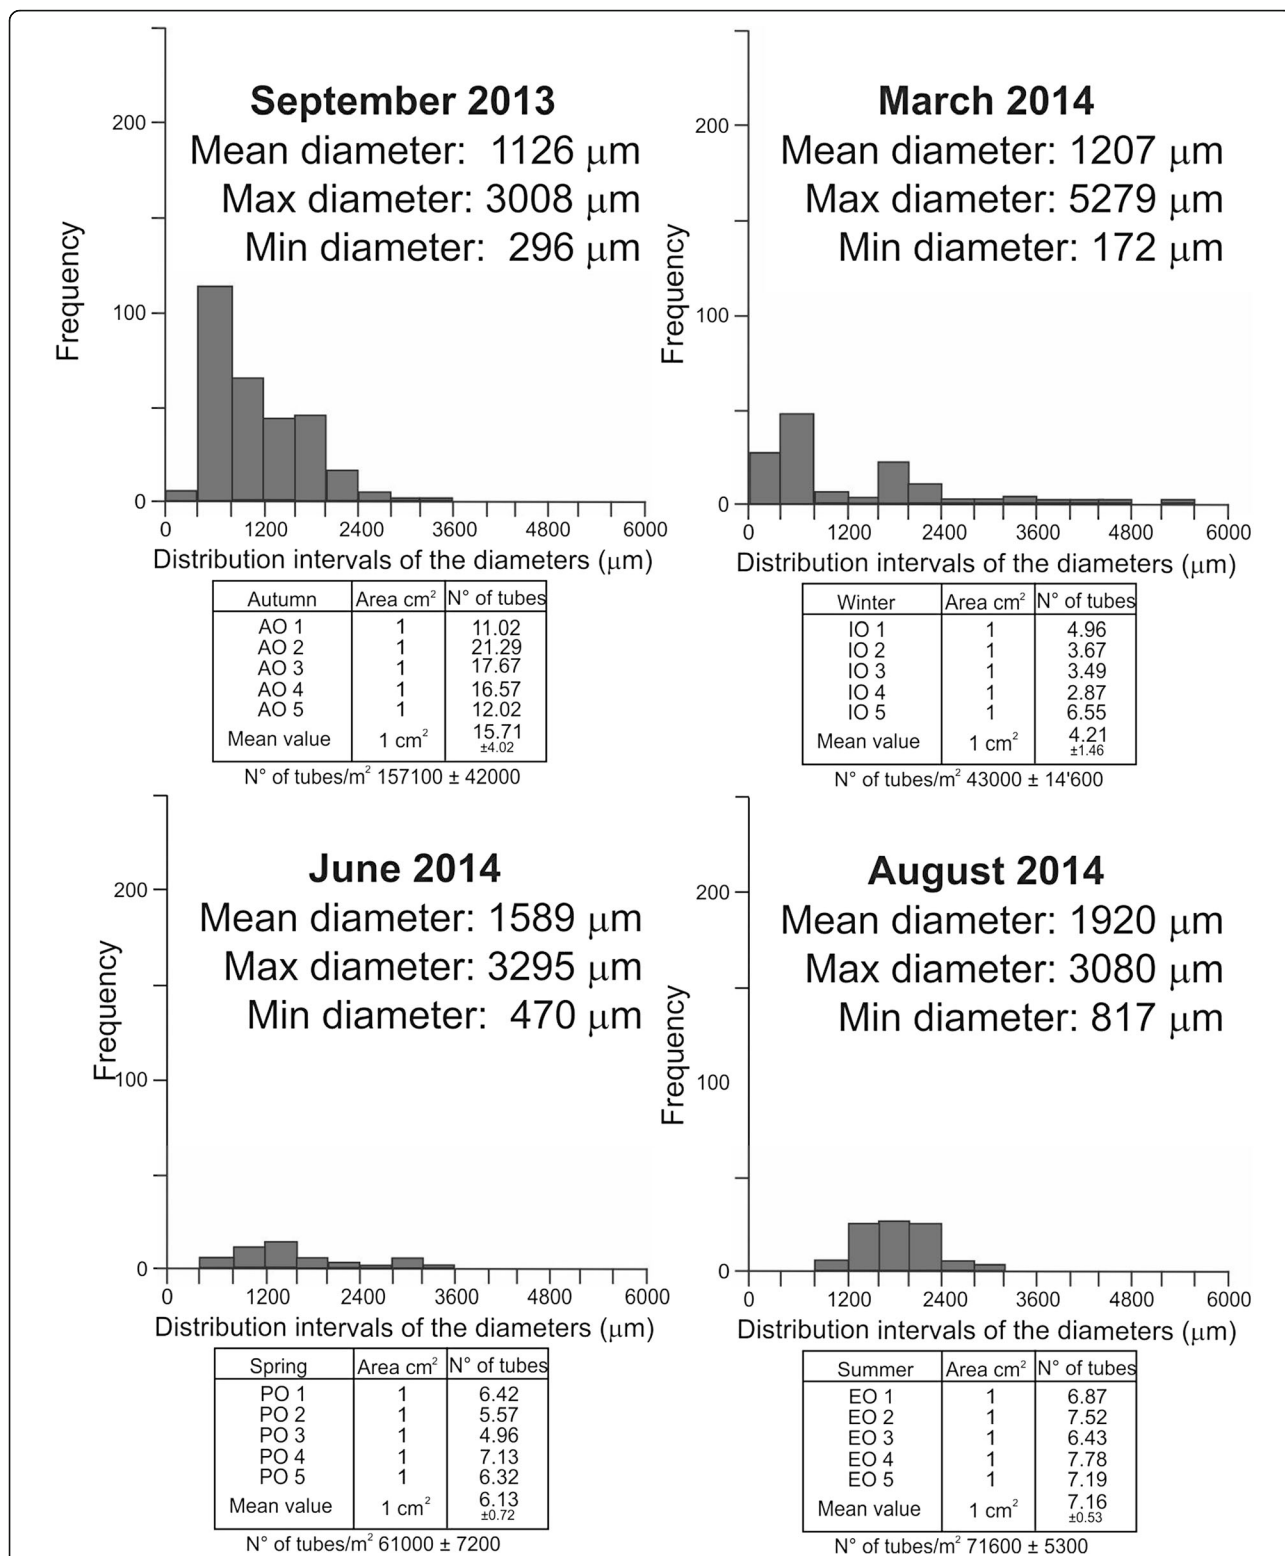 September 2013
Mean diameter: 1126 μm
Max diameter: 3008 μm
Min diameter: 296 μm
Frequency
200
100
0
0 1200 2400 3600 4800 6000
Distribution intervals of the diameters (μm)
Autumn Area cm² N° of tubes
AO 1 1 11.02
AO 2 1 21.29
AO 3 1 17.67
AO 4 1 16.57
AO 5 1 12.02
Mean value 1 cm² 15.71
±4.02
N° of tubes/m² 157100 ± 42000
March 2014
Mean diameter: 1207 μm
Max diameter: 5279 μm
Min diameter: 172 μm
Frequency
200
100
0
0 1200 2400 3600 4800 6000
Distribution intervals of the diameters (μm)
Winter Area cm² N° of tubes
IO 1 1 4.96
IO 2 1 3.67
IO 3 1 3.49
IO 4 1 2.87
IO 5 1 6.55
Mean value 1 cm² 4.21
±1.46
N° of tubes/m² 43000 ± 14'600
June 2014
Mean diameter: 1589 μm
Max diameter: 3295 μm
Min diameter: 470 μm
Frequency
200
100
0
0 1200 2400 3600 4800 6000
Distribution intervals of the diameters (μm)
Spring Area cm² N° of tubes
PO 1 1 6.42
PO 2 1 5.57
PO 3 1 4.96
PO 4 1 7.13
PO 5 1 6.32
Mean value 1 cm² 6.13
±0.72
N° of tubes/m² 61000 ± 7200
August 2014
Mean diameter: 1920 μm
Max diameter: 3080 μm
Min diameter: 817 μm
Frequency
200
100
0
0 1200 2400 3600 4800 6000
Distribution intervals of the diameters (μm)
Summer Area cm² N° of tubes
EO 1 1 6.87
EO 2 1 7.52
EO 3 1 6.43
EO 4 1 7.78
EO 5 1 7.19
Mean value 1 cm² 7.16
±0.53
N° of tubes/m² 71600 ± 5300